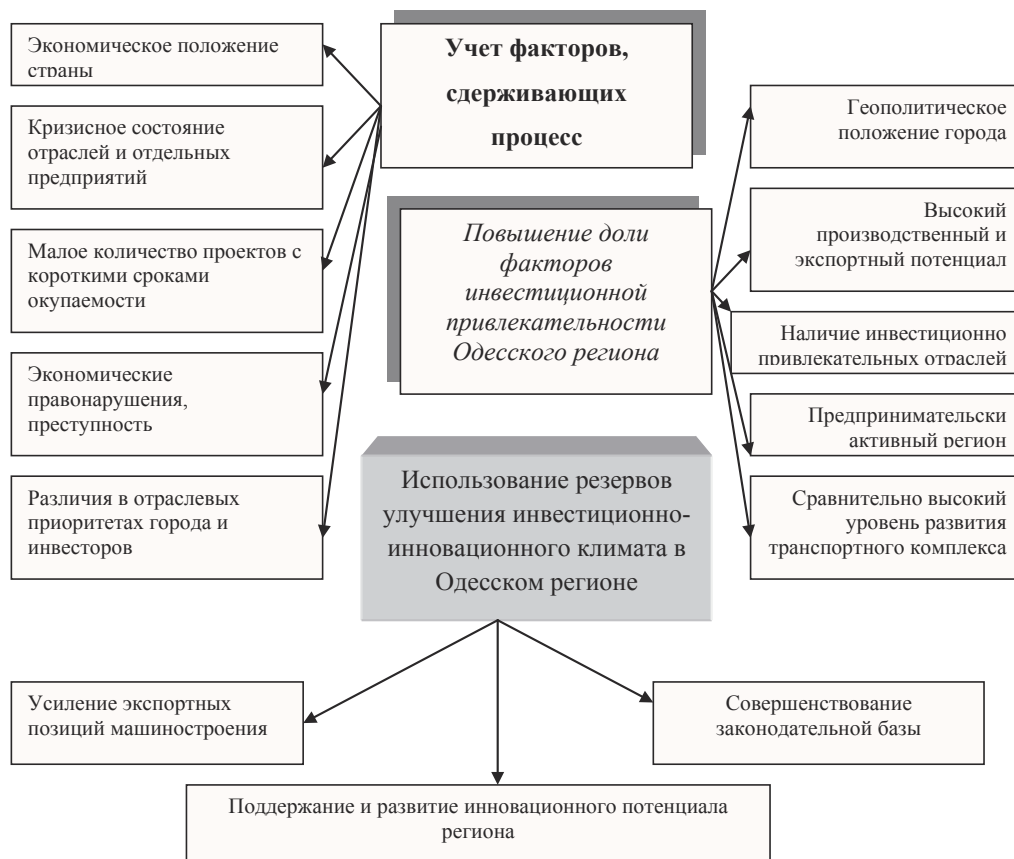 Экономическое положение
страны
Кризисное состояние
отраслей и отдельных
предприятий
Малое количество проектов с
короткими сроками
окупаемости
Экономические
правонарушения,
преступность
Различия в отраслевых
приоритетах города и
инвесторов
Учет факторов,
сдерживающих
процесс
Повышение доли
факторов
инвестиционной
привлекательности
Одесского региона
Геополитическое
положение города
Высокий
производственный и
экспортный потенциал
Наличие инвестиционно
привлекательных отраслей
Предпринимательски
активный регион
Сравнительно высокий
уровень развития
транспортного комплекса
Использование резервов
улучшения инвестиционно-
инновационного климата в
Одесском регионе
Усиление экспортных
позиций машиностроения
Совершенствование
законодательной базы
Поддержание и развитие инновационного потенциала
региона